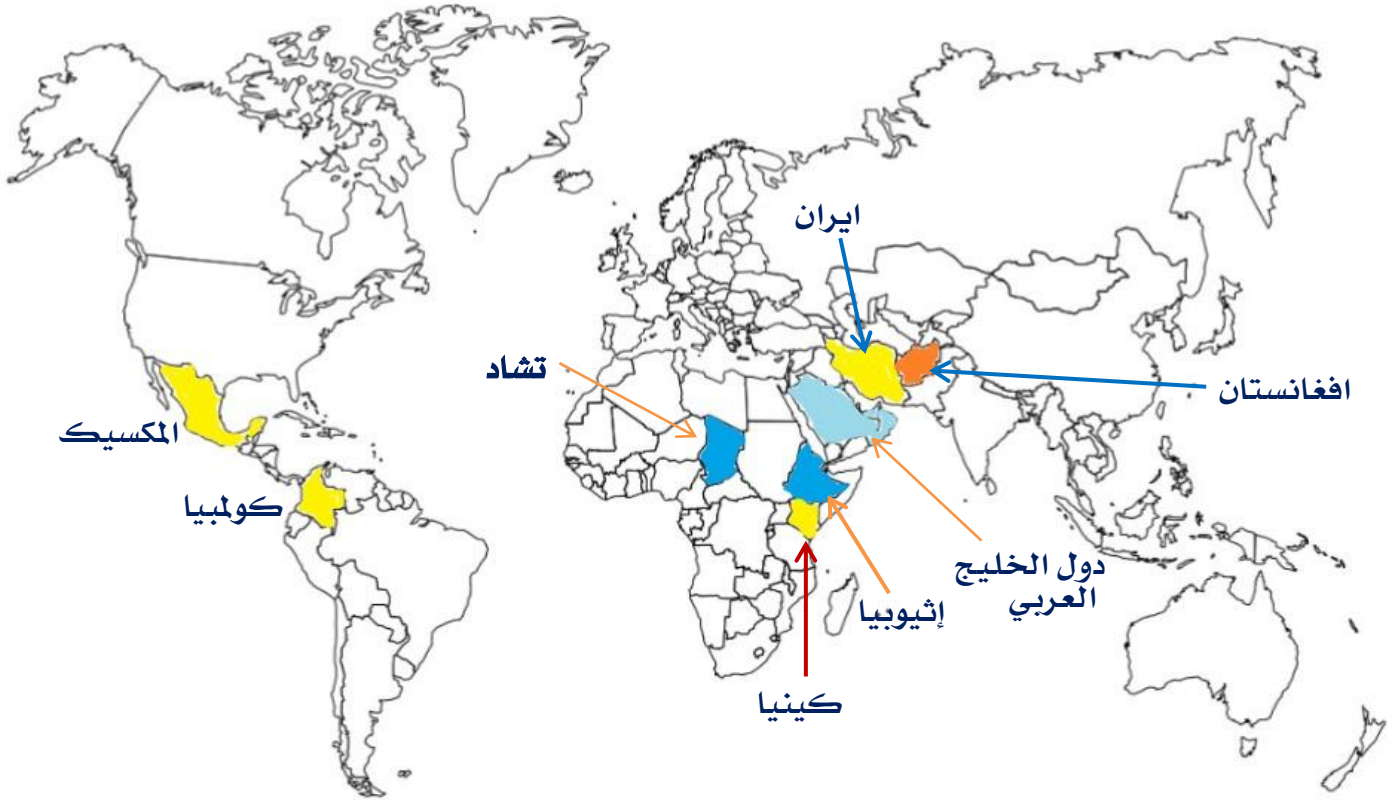 ايران
تشاد
افغانستان
المكسيك
كولمبيا
دول الخليج
العربي
إثيوبيا
كينيا